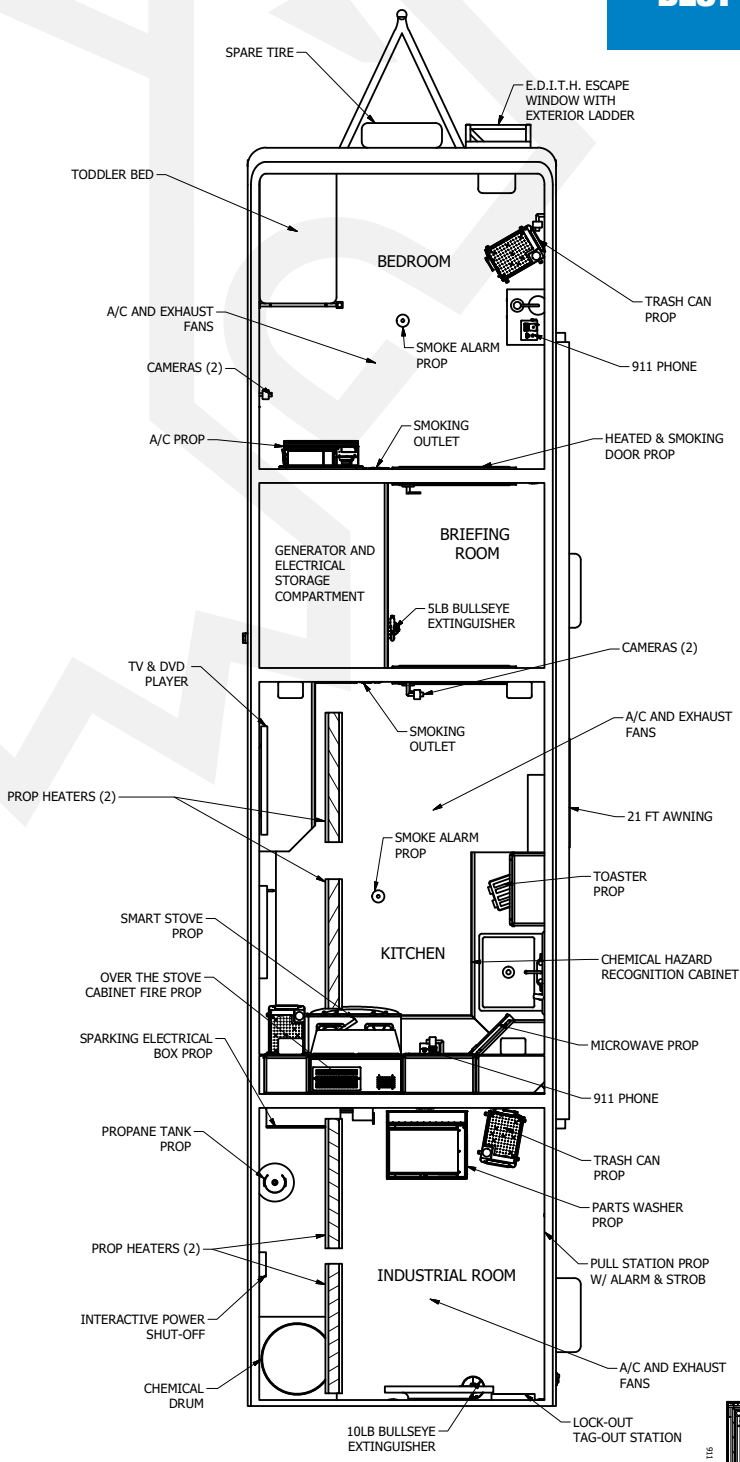 SPARE TIRE
E.D.I.T.H. ESCAPE
WINDOW WITH
EXTERIOR LADDER
TODDLER BED
BEDROOM
TRASH CAN
PROP
A/C AND EXHAUST
FANS
SMOKE ALARM
PROP
911 PHONE
CAMERAS (2)
A/C PROP
SMOKING
OUTLET
HEATED & SMOKING
DOOR PROP
GENERATOR AND
ELECTRICAL
STORAGE
COMPARTMENT
BRIEFING
ROOM
5LB BULLSEYE
EXTINGUISHER
TV & DVD
PLAYER
CAMERAS (2)
SMOKING
OUTLET
A/C AND EXHAUST
FANS
PROP HEATERS (2)
21 FT AWNING
SMOKE ALARM
PROP
TOASTER
PROP
SMART STOVE
PROP
KITCHEN
CHEMICAL HAZARD
RECOGNITION CABINET
OVER THE STOVE
CABINET FIRE PROP
SPARKING ELECTRICAL
BOX PROP
MICROWAVE PROP
911 PHONE
PROPANE TANK
PROP
TRASH CAN
PROP
PARTS WASHER
PROP
PROP HEATERS (2)
INDUSTRIAL ROOM
PULL STATION PROP
W/ ALARM & STROB
INTERACTIVE POWER
SHUT-OFF
A/C AND EXHAUST
FANS
CHEMICAL
DRUM
10LB BULLSEYE
EXTINGUISHER
LOCK-OUT
TAG-OUT STATION
911